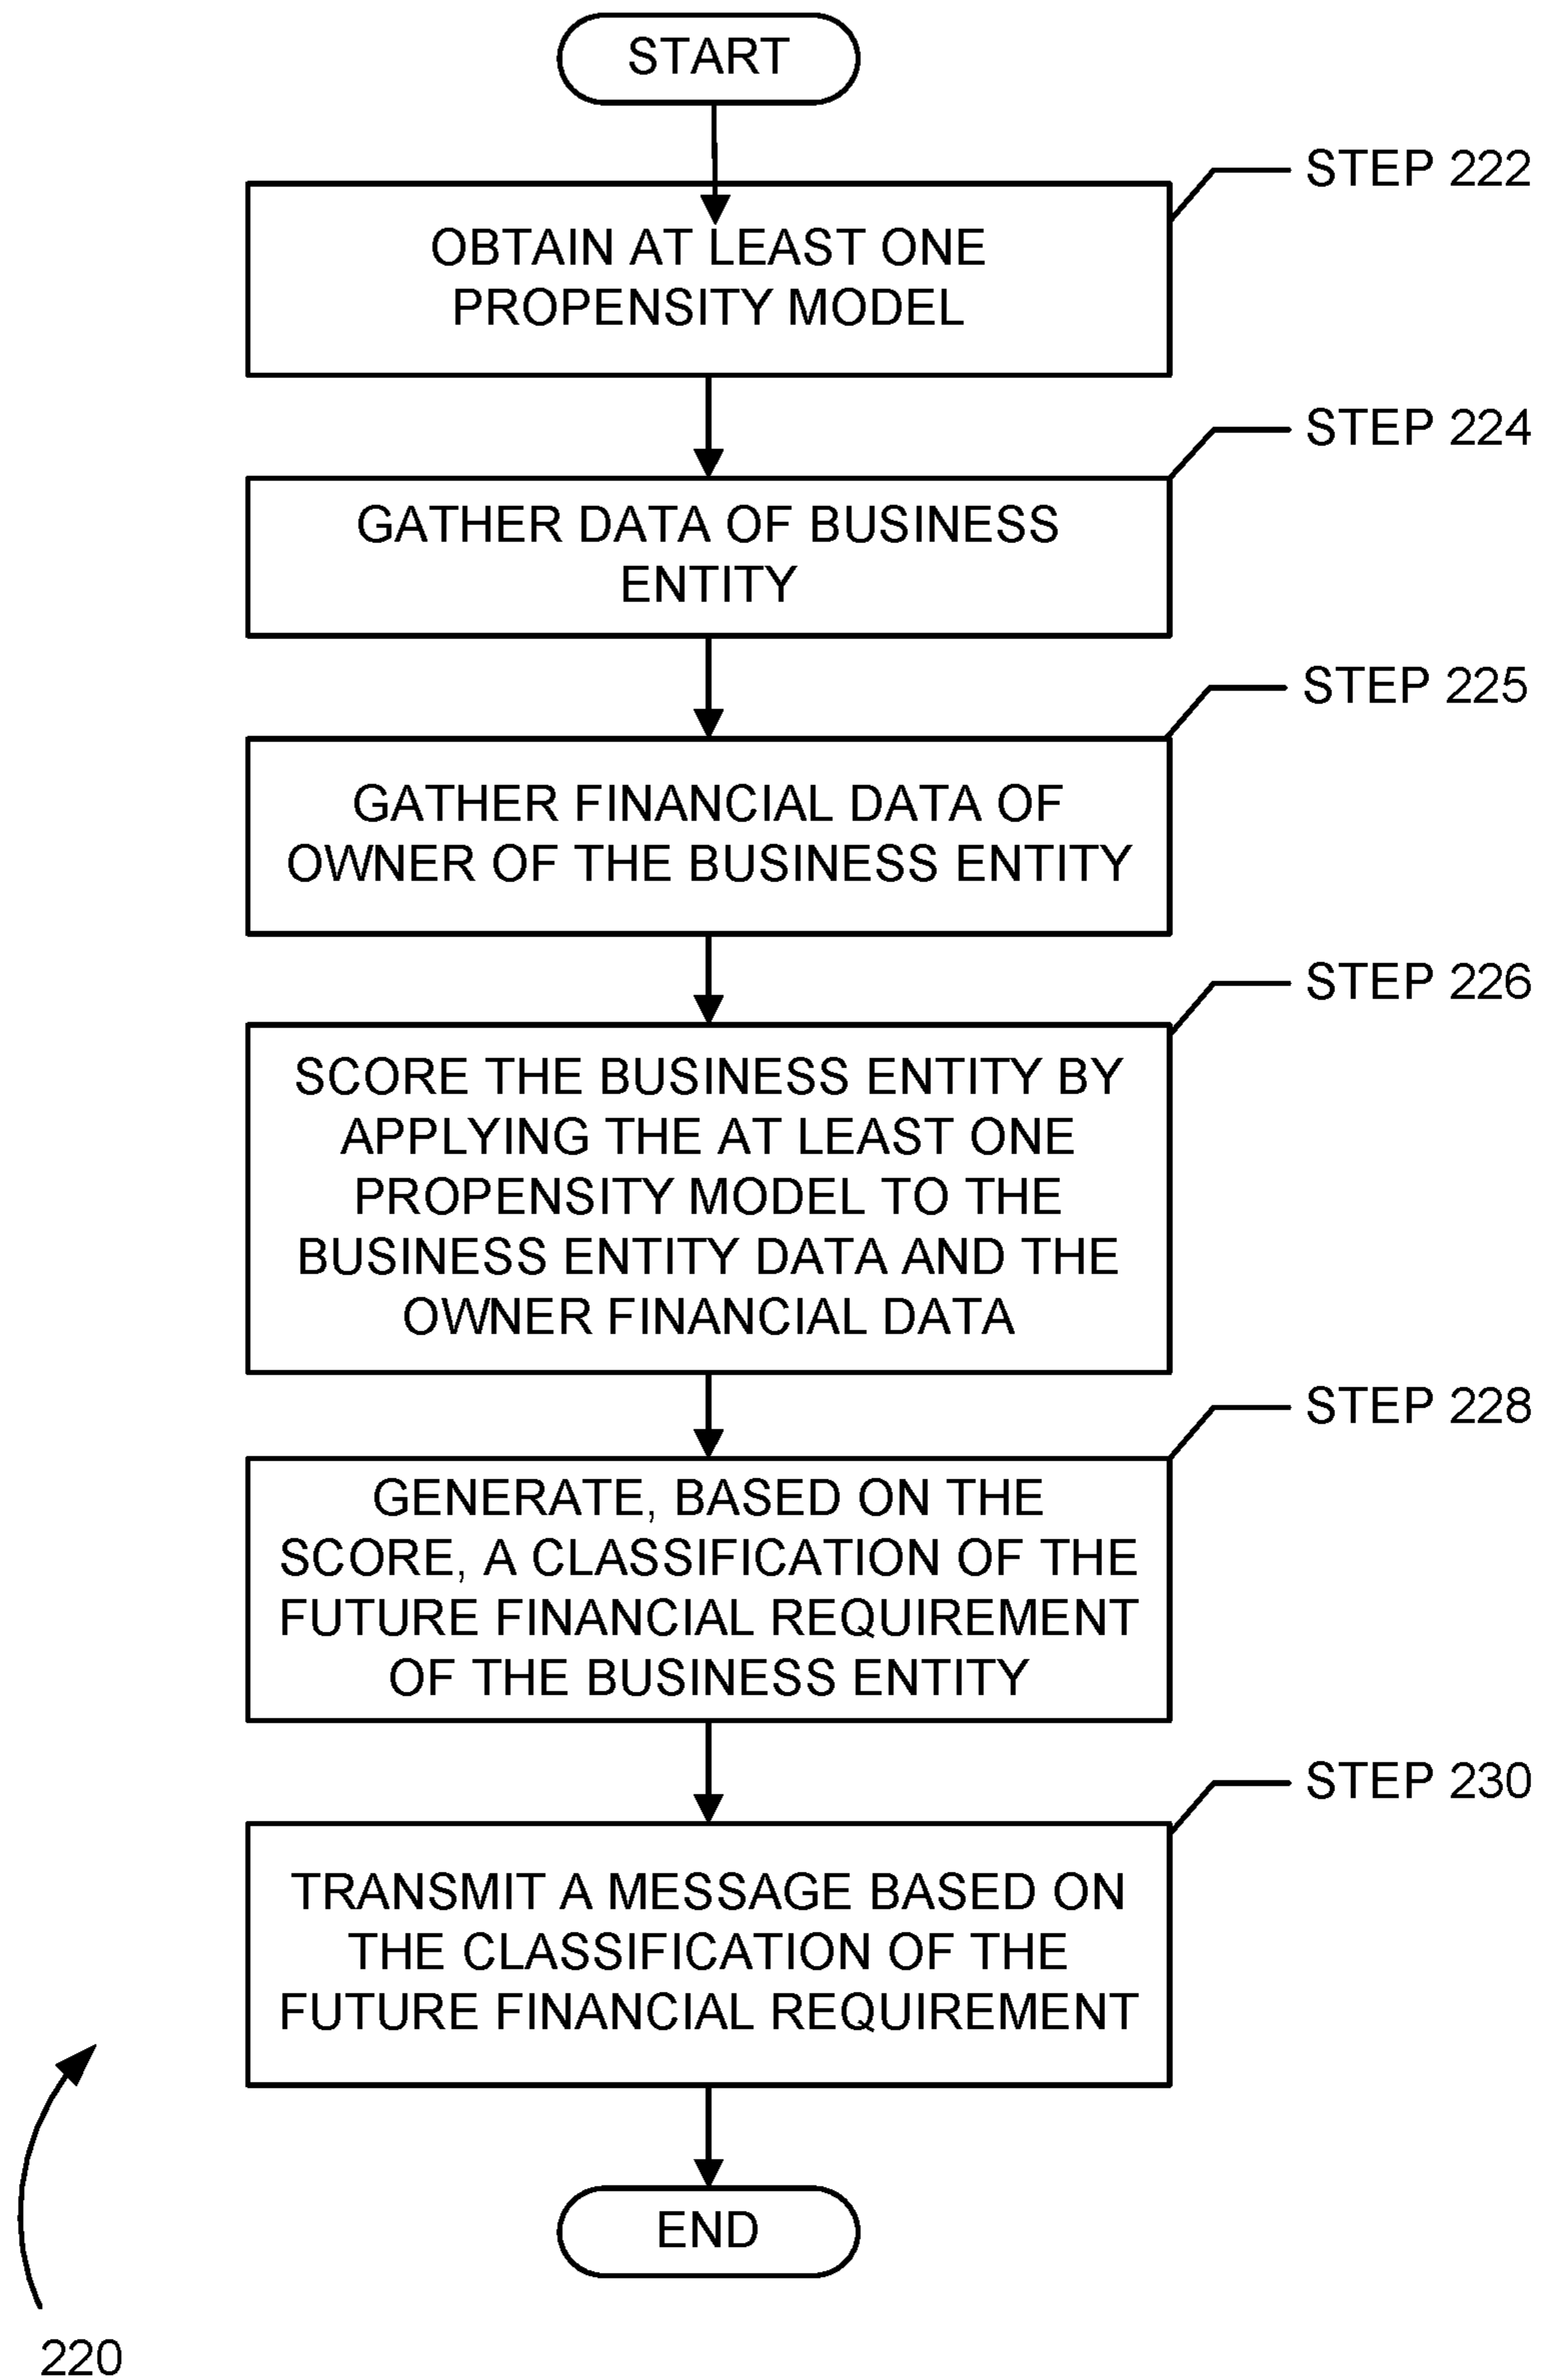 START
STEP 222
OBTAIN AT LEAST ONE
PROPENSITY MODEL
STEP 224
GATHER DATA OF BUSINESS
ENTITY
STEP 225
GATHER FINANCIAL DATA OF
OWNER OF THE BUSINESS ENTITY
STEP 226
SCORE THE BUSINESS ENTITY BY
APPLYING THE AT LEAST ONE
PROPENSITY MODEL TO THE
BUSINESS ENTITY DATA AND THE
OWNER FINANCIAL DATA
STEP 228
GENERATE, BASED ON THE
SCORE, A CLASSIFICATION OF THE
FUTURE FINANCIAL REQUIREMENT
OF THE BUSINESS ENTITY
STEP 230
TRANSMIT A MESSAGE BASED ON
THE CLASSIFICATION OF THE
FUTURE FINANCIAL REQUIREMENT
END
220